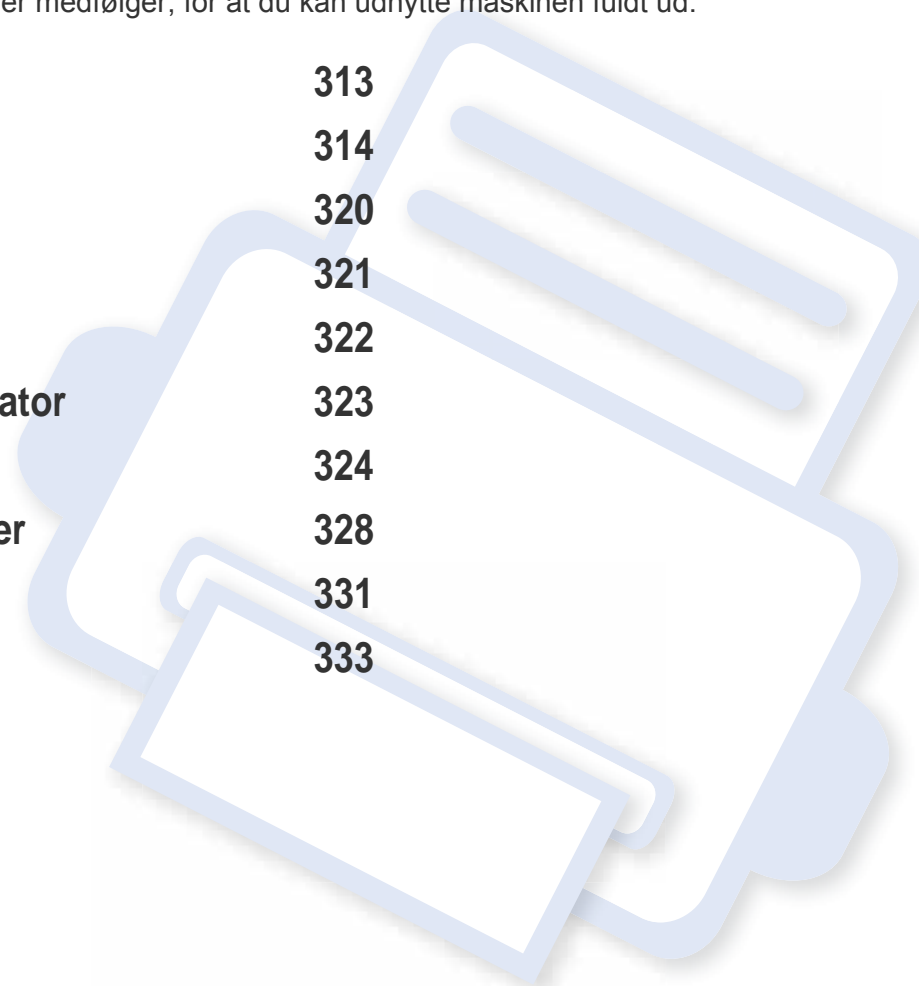 er medfølger, for at du kan udnytte maskinen fuldt ud.
313
314
320
321
322
ator 323
324
er 328
331
333